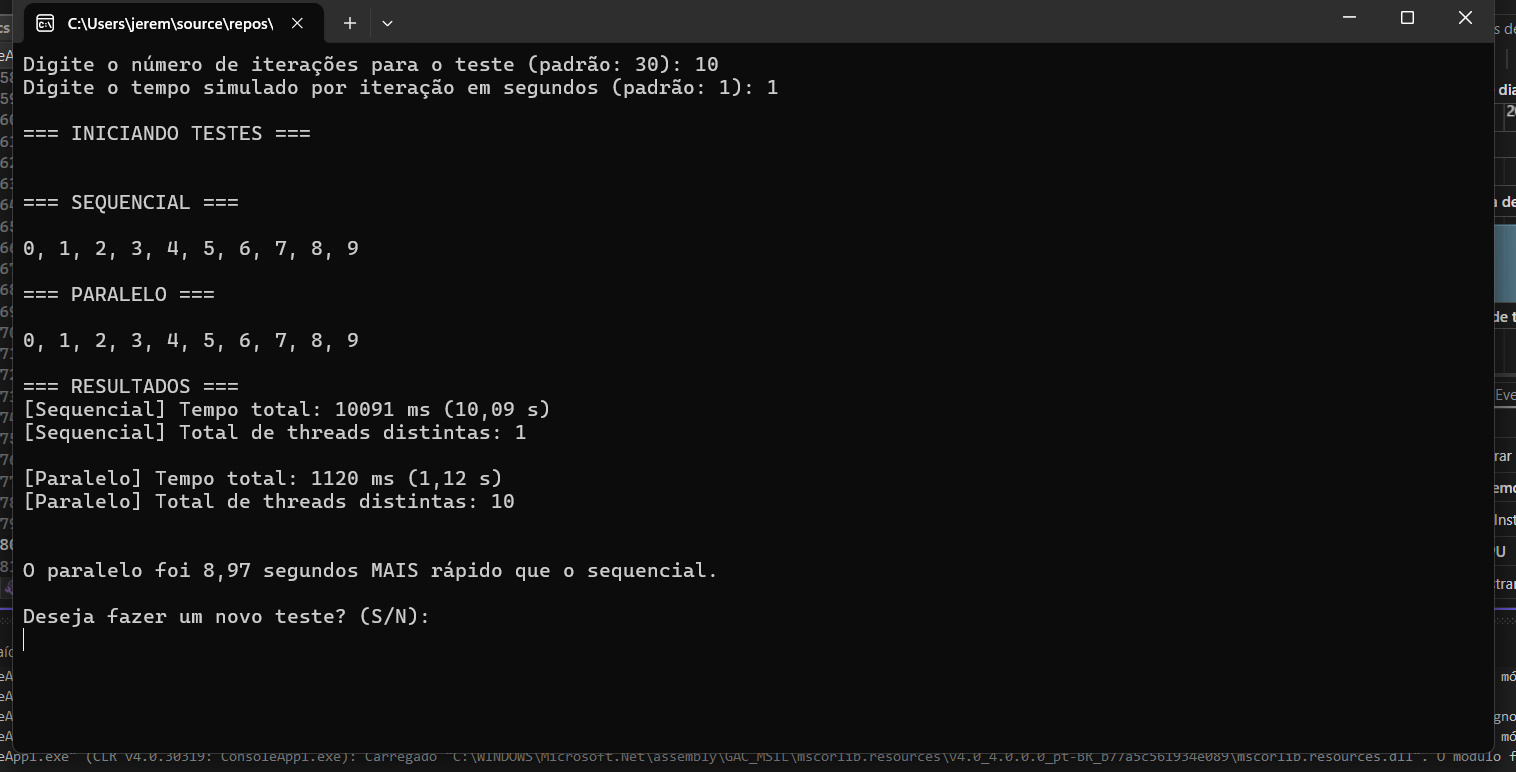 C:\Users\jerem\source\repos\
Digite o número de iterações para o teste (padrão: 30): 10
Digite o tempo simulado por iteração em segundos (padrão: 1): 1
=== INICIANDO TESTES ===
=== SEQUENCIAL ===
0, 1, 2, 3, 4, 5, 6, 7, 8, 9
=== PARALELO ===
0, 1, 2, 3, 4, 5, 6, 7, 8, 9
=== RESULTADOS ===
[Sequencial] Tempo total: 10091 ms (10,09 s)
[Sequencial] Total de threads distintas: 1
[Paralelo] Tempo total: 1120 ms (1,12 s)
[Paralelo] Total de threads distintas: 10
O paralelo foi 8,97 segundos MAIS rápido que o sequencial.
Deseja fazer um novo teste? (S/N):
eApp1.exe" (CLR v4.0.30319: ConsoleApp1.exe): Carregado "C:\WINDOWS\Microsoft.Net\assembly\GAC_MSIL\mscorlib.resources\v4.0_4.0.0.0_pt-BR_b77a5c561934e089\mscorlib.resources.dll". O módulo f